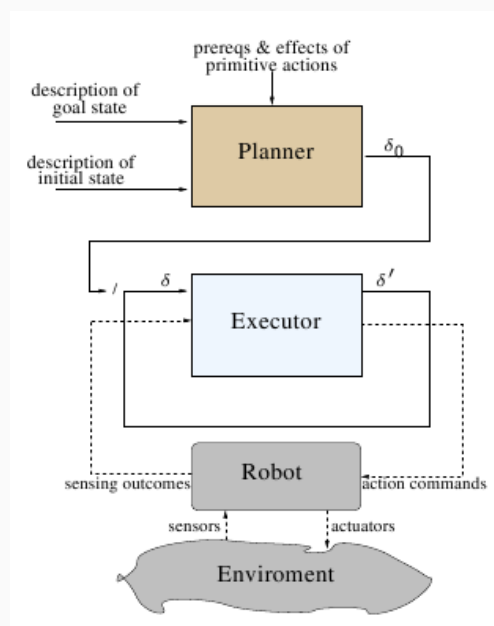 prereqs & effects of
primitive actions
description of
goal state
Planner
δ0
description of
initial state
/
δ
δ′
Executor
Robot
sensing outcomes
action commands
sensors
actuators
Enviroment